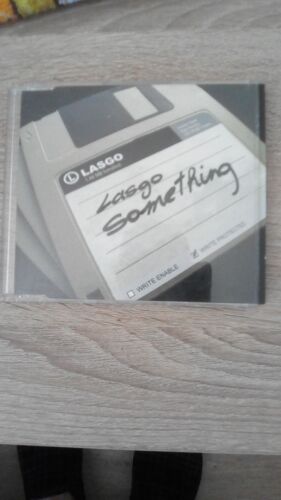 LASGO
Lasgo
Something
WRITE ENABLE
WRITE PROTECTED